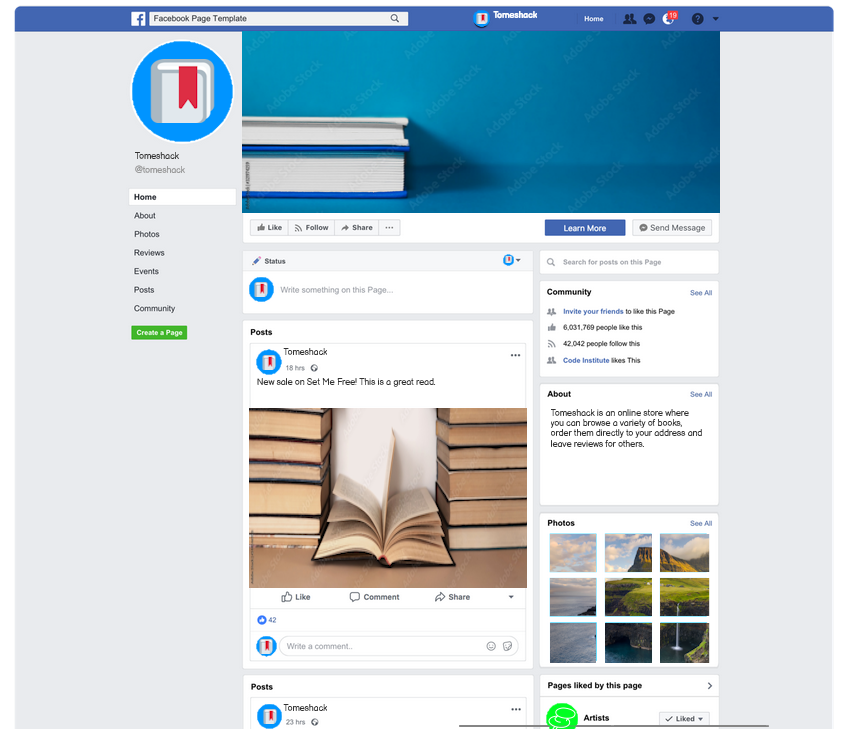 Facebook Page Template
Tomeshack
Home
19
Tomeshack
@tomeshack
Home
About
Photos
Reviews
Events
Posts
Community
Create a Page
Adobe Stock
Like
Follow
Share
Learn More
Send Message
Status
Write something on this Page...
Posts
Tomeshack
18 hrs
New sale on Set Me Free! This is a great read.
Adobe Stock
Like
Comment
Share
42
Write a comment..
Posts
Tomeshack
23 hrs
Search for posts on this Page
Community
See All
Invite your friends to like this Page
6,031,769 people like this
42,042 people follow this
Code Institute likes This
About
See All
Tomeshack is an online store where
you can browse a variety of books,
order them directly to your address and
leave reviews for others.
Photos
See All
Pages liked by this page
Artists
Liked